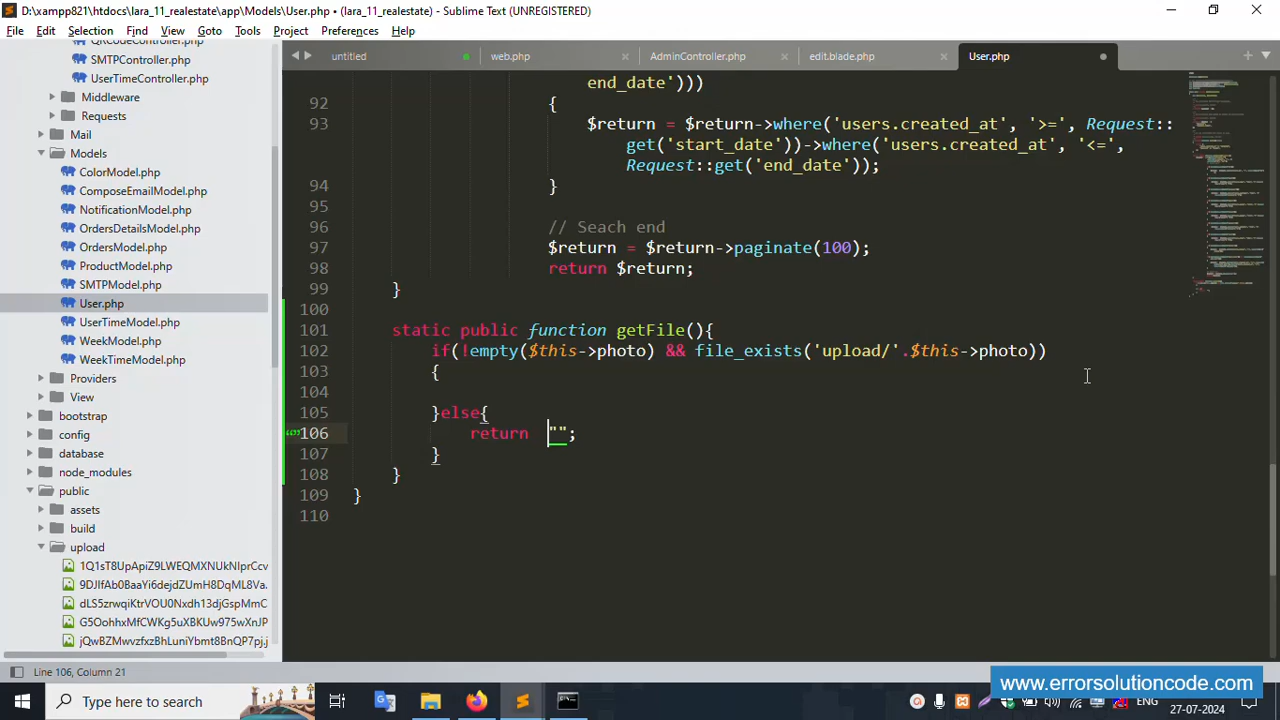 D:\xampp821\htdocs\lara_11_realestate\app\Models\User.php • (lara_11_realestate) - Sublime Text (UNREGISTERED)
File Edit Selection Find View Goto Tools Project Preferences Help
untitled web.php AdminController.php edit.blade.php User.php
QRCodeController.php
SMTPController.php
UserTimeController.php
Middleware
Requests
Mail
Models
ColorModel.php
ComposeEmailModel.php
NotificationModel.php
OrdersDetailsModel.php
OrdersModel.php
ProductModel.php
SMTPModel.php
User.php
UserTimeModel.php
WeekModel.php
WeekTimeModel.php
Providers
View
bootstrap
config
database
node_modules
public
assets
build
upload
1Q1sT8UpApiZ9LWEQMXNUkIm
9DJIfAb0BaaYi6dejdZUmH8DqML8Va.
dLS5zrwqiKtrVOU0Nxdh13djGspMmC
G5OohhxMfCWKg5uXBKUw975wXnJP
jQwBZMwvzfxzBhLuniYbmt8BnQP7pj.
end_date')))
92 {
93 $return = $return->where('users.created_at', '>=', Request::
get('start_date'))->where('users.created_at', '<=',
Request::get('end_date'));
94 }
95
96 // Seach end
97 $return = $return->paginate(100);
98 return $return;
99 }
100
101 static public function getFile(){
102 if(!empty($this->photo) && file_exists('upload/'.$this->photo))
103 {
104
105 }else{
106 return "";
107 }
108 }
109 }
110
Line 106, Column 21
www.errorsolutioncode.com
Type here to search
ENG
27-07-2024